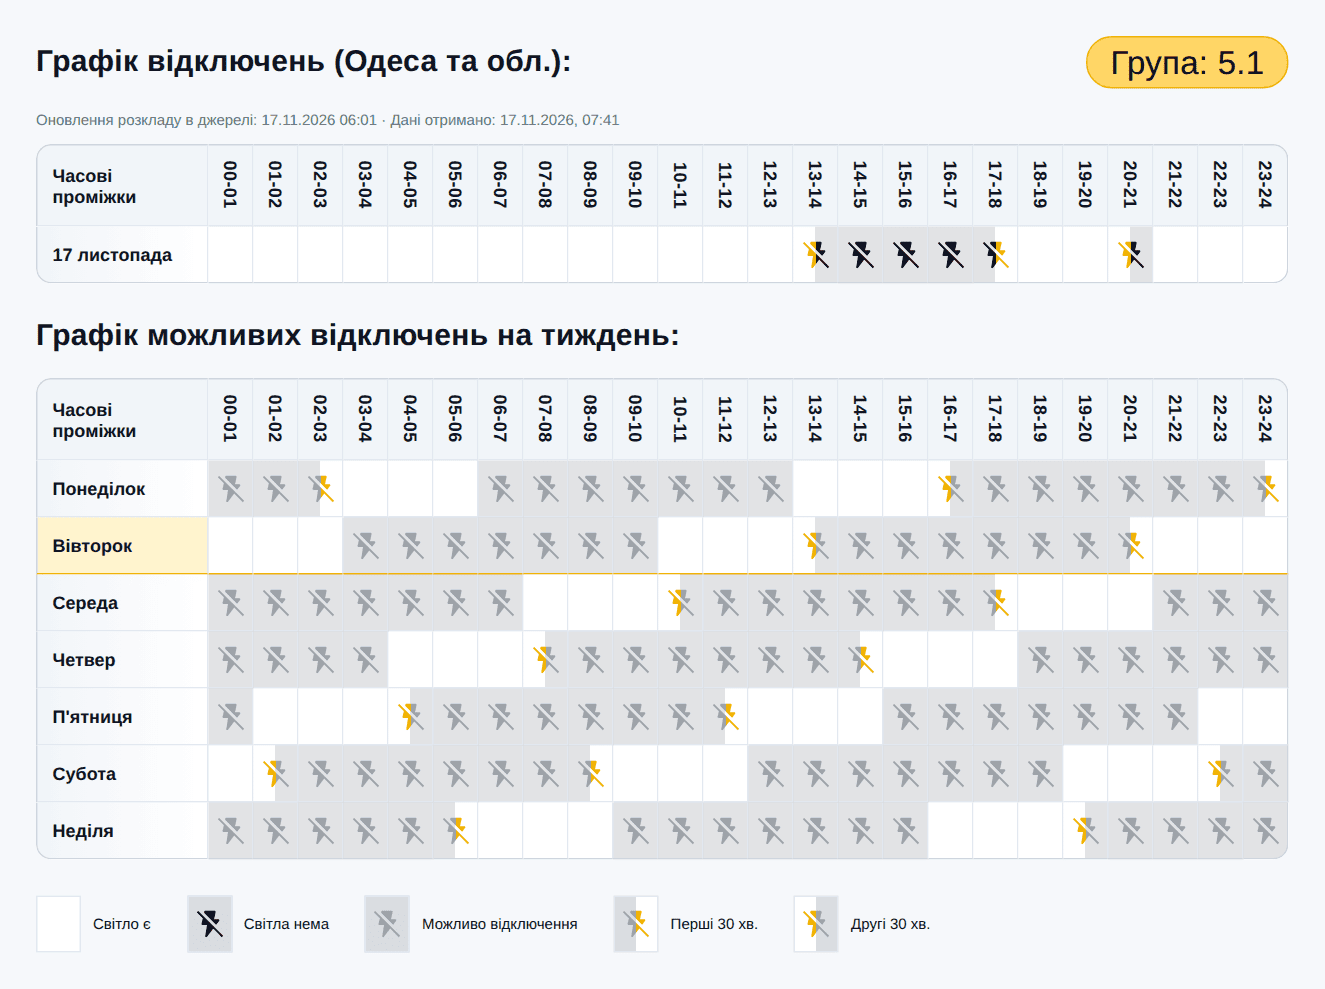 Графік відключень (Одеса та обл.):
Група: 5.1
Оновлення розкладу в джерелі: 17.11.2026 06:01 · Дані отримано: 17.11.2026, 07:41
Часові проміжки 00-01 01-02 02-03 03-04 04-05 05-06 06-07 07-08 08-09 09-10 10-11 11-12 12-13 13-14 14-15 15-16 16-17 17-18 18-19 19-20 20-21 21-22 22-23 23-24
17 листопада
Графік можливих відключень на тиждень:
Часові проміжки 00-01 01-02 02-03 03-04 04-05 05-06 06-07 07-08 08-09 09-10 10-11 11-12 12-13 13-14 14-15 15-16 16-17 17-18 18-19 19-20 20-21 21-22 22-23 23-24
Понеділок
Вівторок
Середа
Четвер
П'ятниця
Субота
Неділя
Світло є Світла нема Можливо відключення Перші 30 хв. Другі 30 хв.